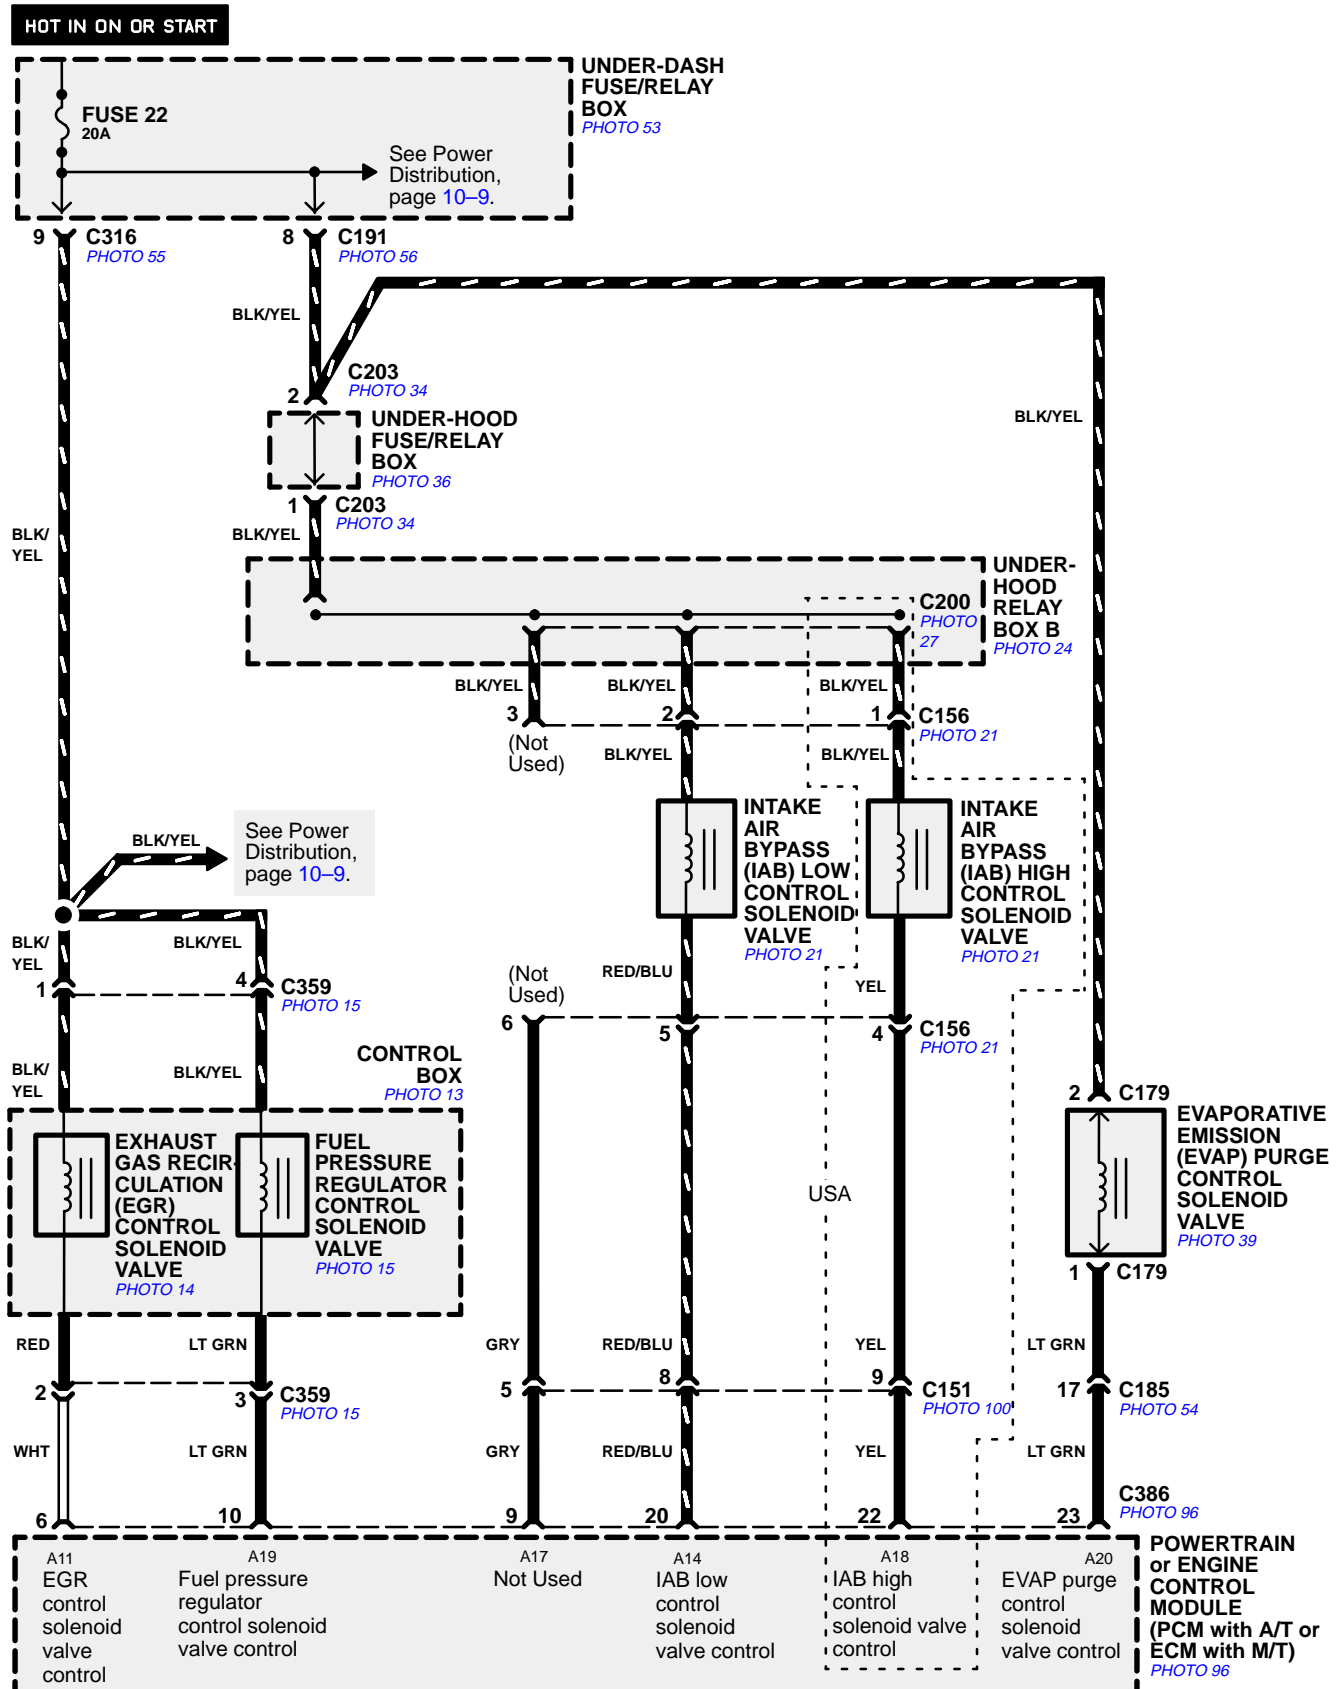 HOT IN ON OR START
UNDER-DASH
FUSE/RELAY
BOX
PHOTO 53
FUSE 22
20A
See Power
Distribution,
page 10–9.
9
C316
PHOTO 55
8
C191
PHOTO 56
BLK/YEL
C203
PHOTO 34
2
UNDER-HOOD
FUSE/RELAY
BOX
PHOTO 36
BLK/YEL
1
C203
PHOTO 34
BLK/
YEL
BLK/YEL
UNDER-
HOOD
RELAY
BOX B
PHOTO 24
C200
PHOTO
27
BLK/YEL
BLK/YEL
BLK/YEL
3
2
1
C156
PHOTO 21
(Not
Used)
BLK/YEL
BLK/YEL
INTAKE
AIR
BYPASS
(IAB) LOW
CONTROL
SOLENOID
VALVE
PHOTO 21
INTAKE
AIR
BYPASS
(IAB) HIGH
CONTROL
SOLENOID
VALVE
PHOTO 21
BLK/YEL
See Power
Distribution,
page 10–9.
BLK/
YEL
BLK/YEL
1
4
C359
PHOTO 15
(Not
Used)
RED/BLU
YEL
6
5
4
C156
PHOTO 21
BLK/
YEL
BLK/YEL
CONTROL
BOX
PHOTO 13
2
C179
EXHAUST
GAS RECIR-
CULATION
(EGR)
CONTROL
SOLENOID
VALVE
PHOTO 14
FUEL
PRESSURE
REGULATOR
CONTROL
SOLENOID
VALVE
PHOTO 15
USA
EVAPORATIVE
EMISSION
(EVAP) PURGE
CONTROL
SOLENOID
VALVE
PHOTO 39
1
C179
RED
LT GRN
GRY
RED/BLU
YEL
LT GRN
2
3
C359
PHOTO 15
5
8
9
C151
PHOTO 100
17
C185
PHOTO 54
WHT
LT GRN
GRY
RED/BLU
YEL
LT GRN
6
10
9
20
22
23
C386
PHOTO 96
A11
EGR
control
solenoid
valve
control
A19
Fuel pressure
regulator
control solenoid
valve control
A17
Not Used
A14
IAB low
control
solenoid
valve control
A18
IAB high
control
solenoid valve
control
A20
EVAP purge
control
solenoid
valve control
POWERTRAIN
or ENGINE
CONTROL
MODULE
(PCM with A/T or
ECM with M/T)
PHOTO 96